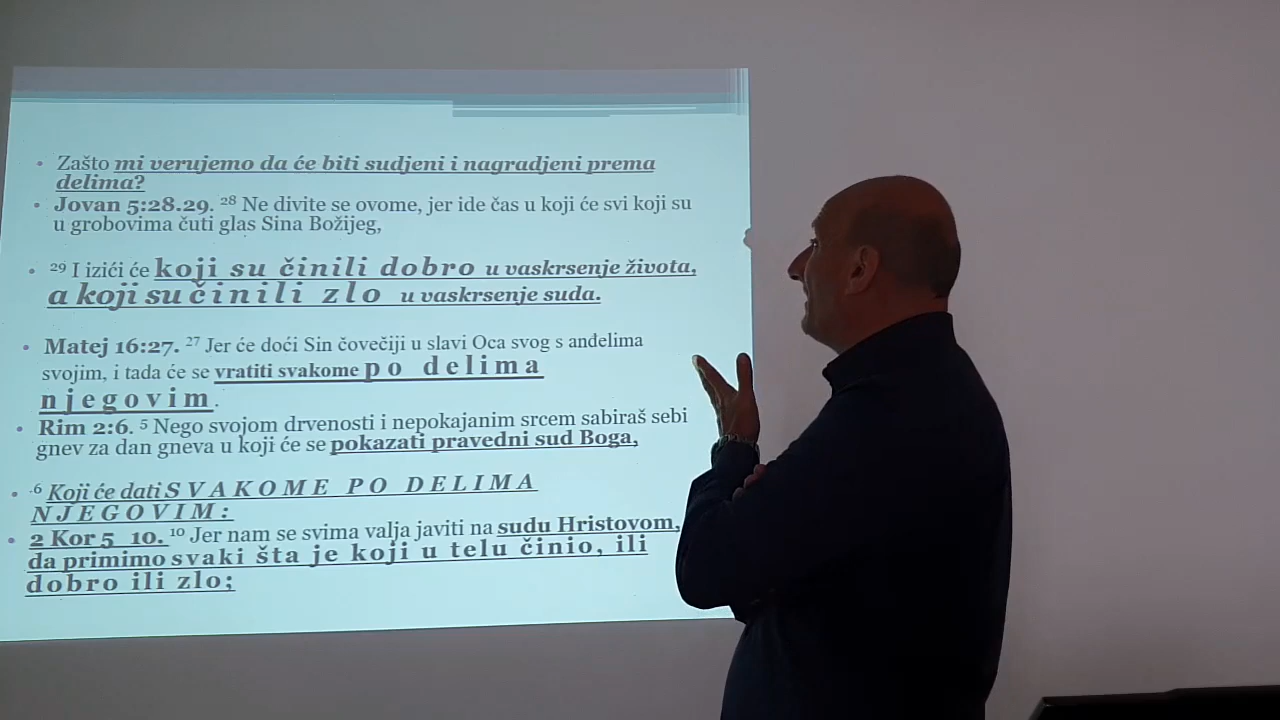 • Zašto mi verujemo da će biti sudjeni i nagradjeni prema
delima?
• Jovan 5:28.29. 28 Ne divite se ovome, jer ide čas u koji će svi koji su
u grobovima čuti glas Sina Božijeg,
• 29 I izići će koji su činili dobro u vaskrsenje života,
a koji su činili zlo u vaskrsenje suda.
• Matej 16:27. 27 Jer će doći Sin čovečiji u slavi Oca svog s anđelima
svojim, i tada će se vratiti svakome po delima
njegovim.
• Rim 2:6. 5 Nego svojom drvenosti i nepokajanim srcem sabiraš sebi
gnev za dan gneva u koji će se pokazati pravedni sud Boga,
• .6 Koji će dati SVAKOME PO DELIMA
NJEGOVIM:
• 2 Kor 5 10. 10 Jer nam se svima valja javiti na sudu Hristovom,
da primimo svaki šta je koji u telu činio, ili
dobro ili zlo;